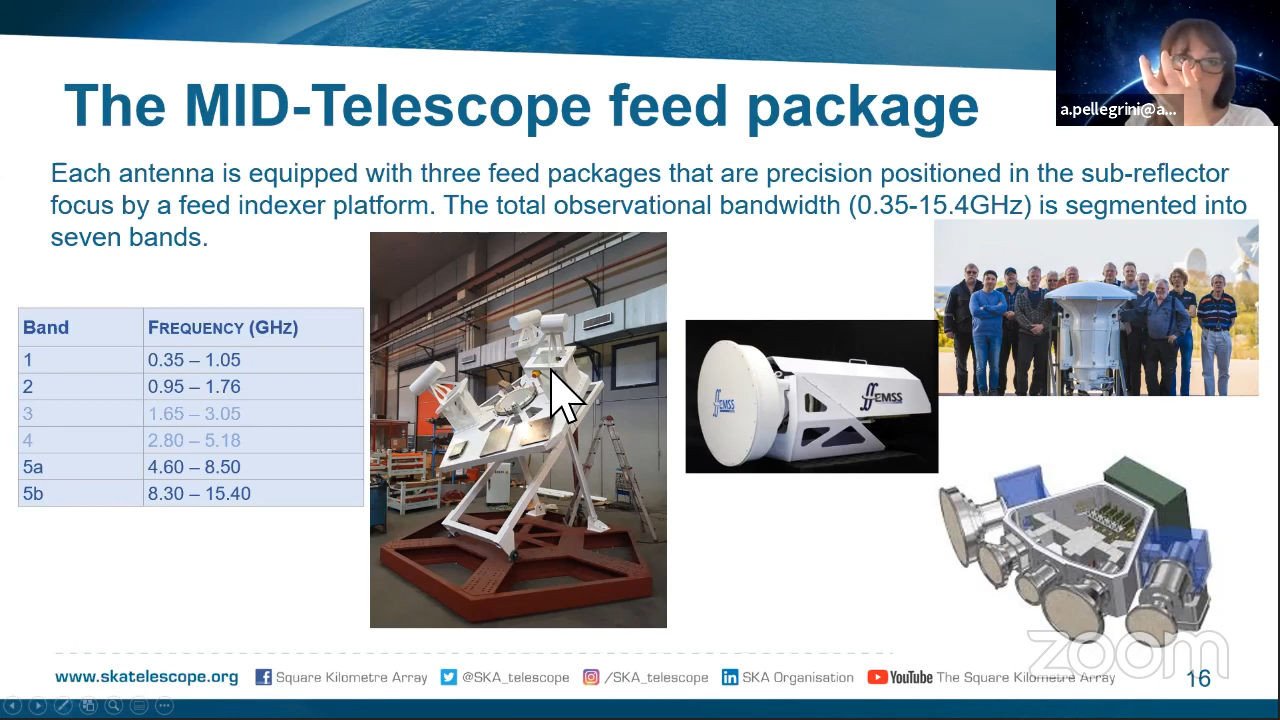 The MID-Telescope feed package
a.pellegrini@a...
Each antenna is equipped with three feed packages that are precision positioned in the sub-reflector
focus by a feed indexer platform. The total observational bandwidth (0.35-15.4GHz) is segmented into
seven bands.
Band FREQUENCY (GHz)
1 0.35 – 1.05
2 0.95 – 1.76
3 1.65 – 3.05
4 2.80 – 5.18
5a 4.60 – 8.50
5b 8.30 – 15.40
EMSS
EMSS
zoom
www.skatelescope.org Square Kilometre Array @SKA_telescope /SKA_telescope SKA Organisation YouTube The Square Kilometre Array 16